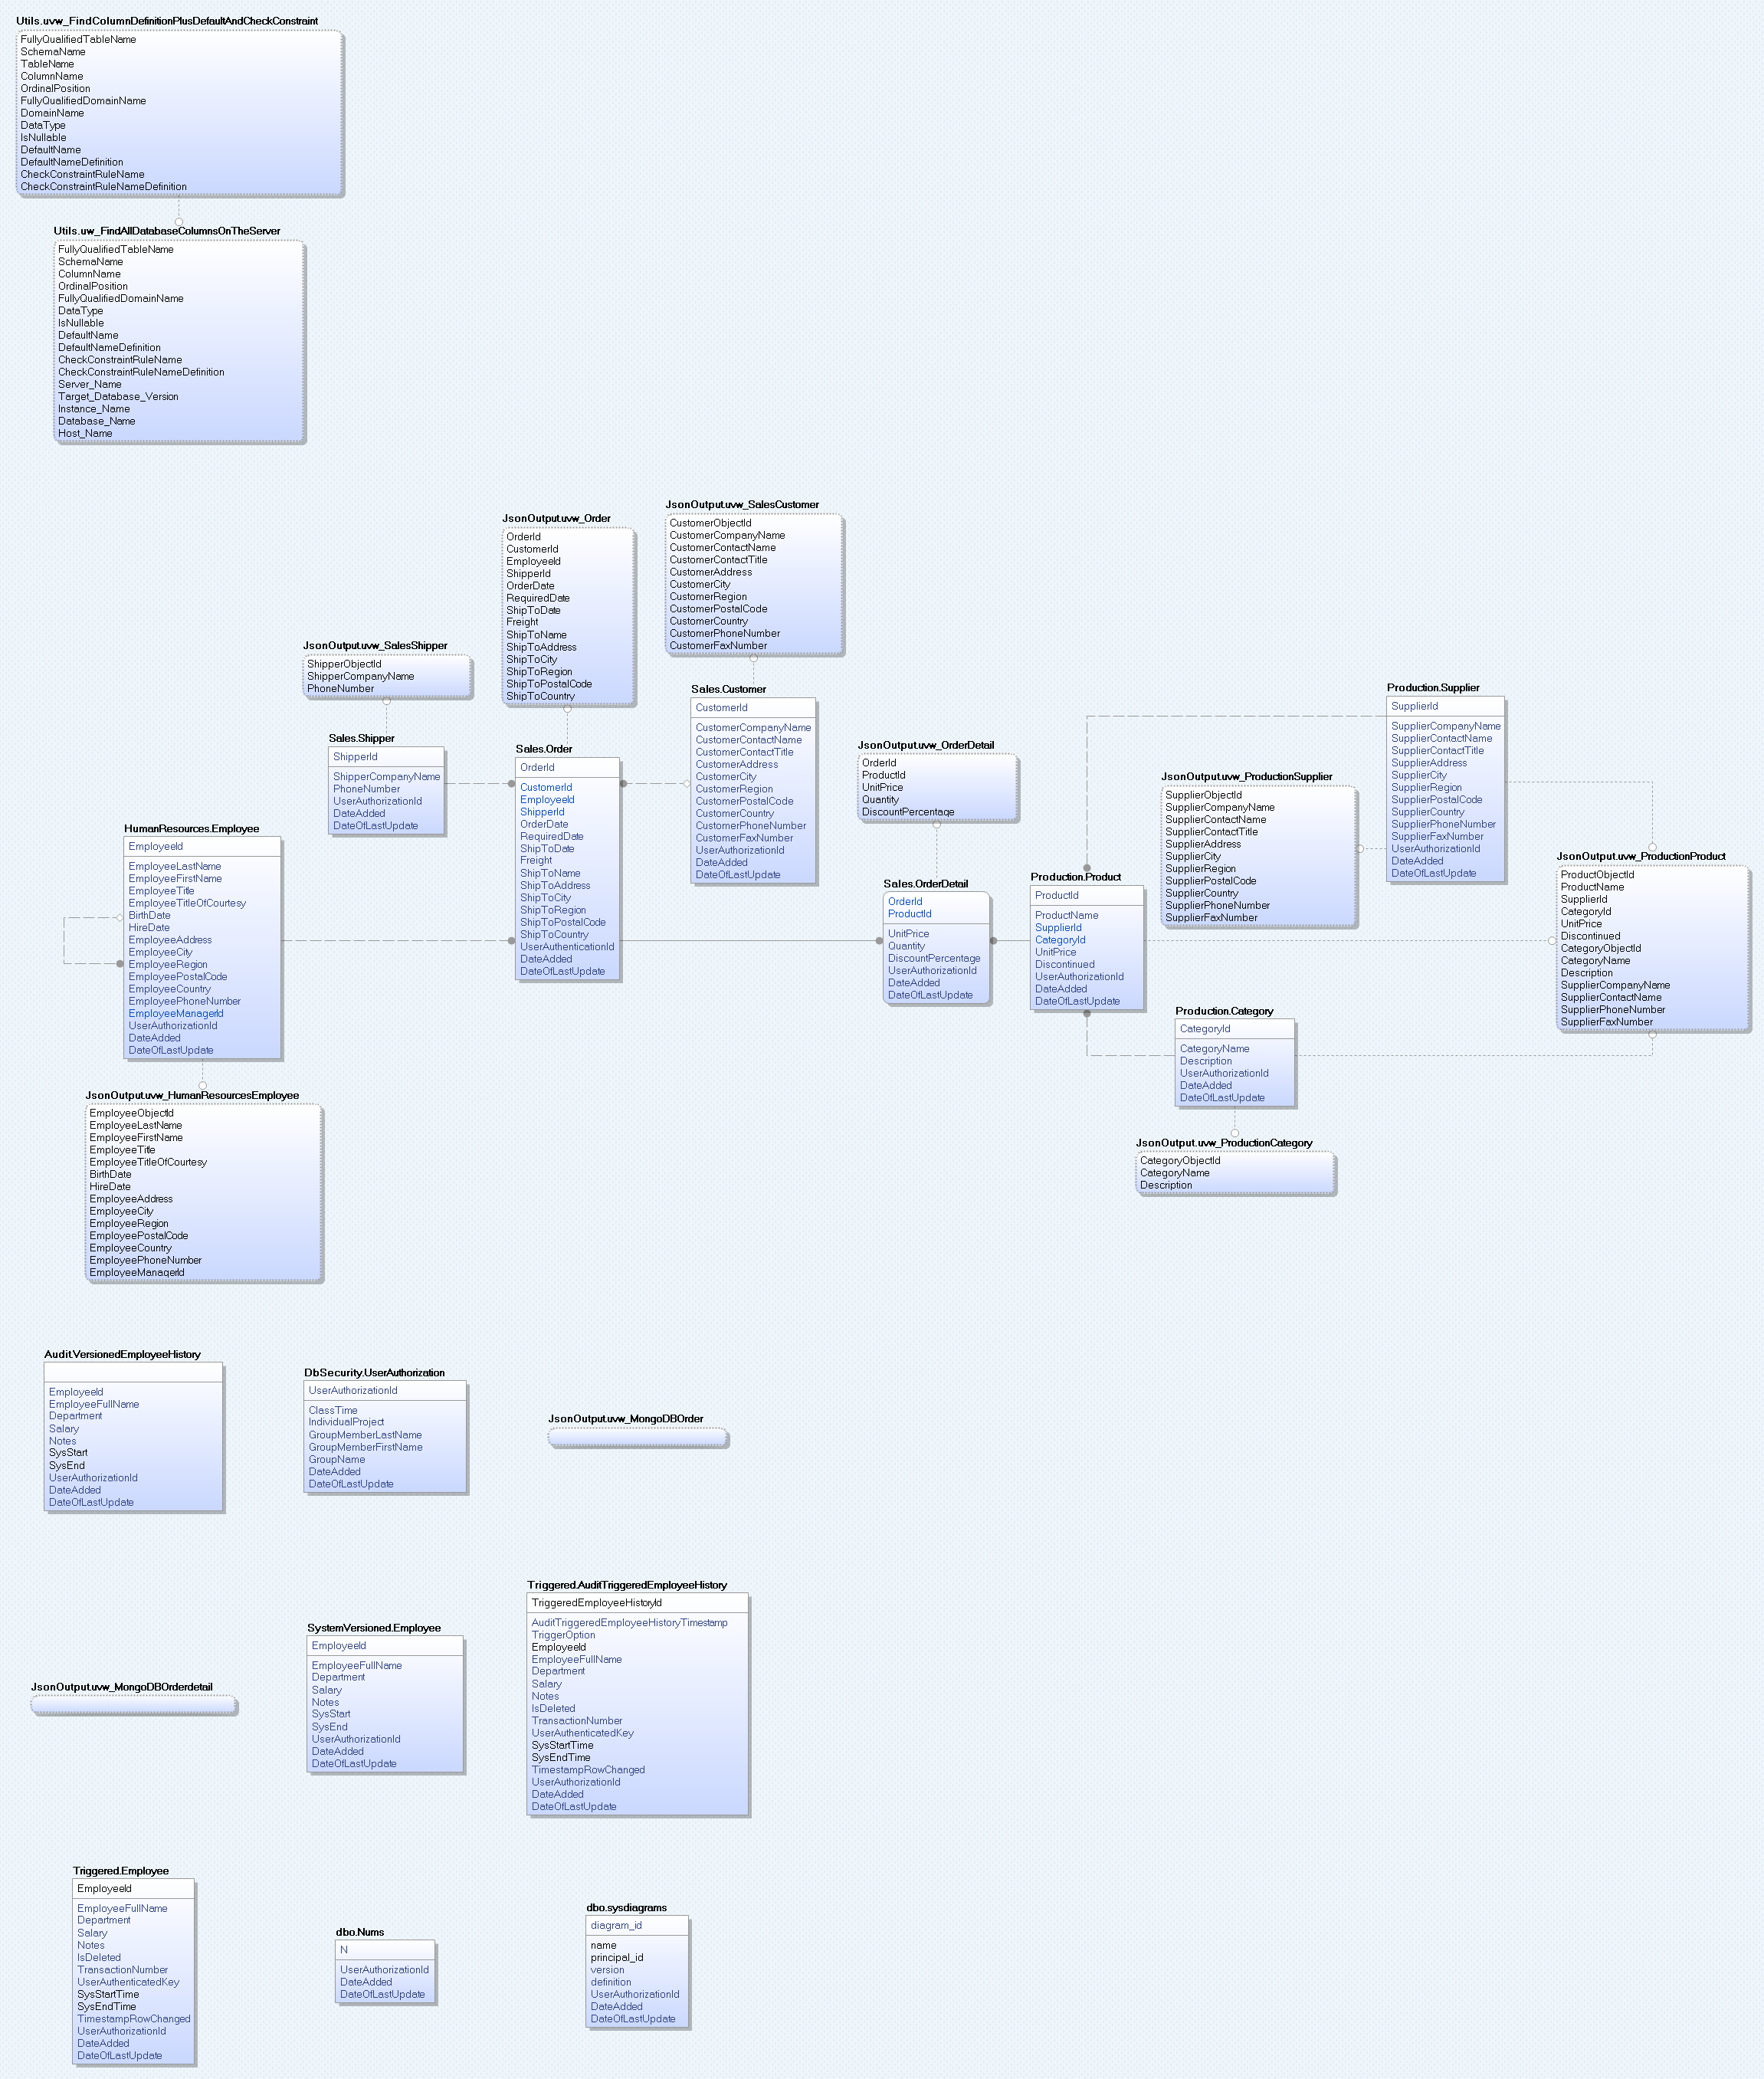 Utils.uvw_FindColumnDefinitionPlusDefaultAndCheckConstraint
FullyQualifiedTableName
SchemaName
TableName
ColumnName
OrdinalPosition
FullyQualifiedDomainName
DomainName
DataType
IsNullable
DefaultName
DefaultNameDefinition
CheckConstraintRuleName
CheckConstraintRuleNameDefinition
Utils.uw_FindAllDatabaseColumnsOnTheServer
FullyQualifiedTableName
SchemaName
ColumnName
OrdinalPosition
FullyQualifiedDomainName
DataType
IsNullable
DefaultName
DefaultNameDefinition
CheckConstraintRuleName
CheckConstraintRuleNameDefinition
Server_Name
Target_Database_Version
Instance_Name
Database_Name
Host_Name
JsonOutput.uvw_SalesCustomer
CustomerObjectId
CustomerCompanyName
CustomerContactName
CustomerContactTitle
CustomerAddress
CustomerCity
CustomerRegion
CustomerPostalCode
CustomerCountry
CustomerPhoneNumber
CustomerFaxNumber
JsonOutput.uvw_Order
OrderId
CustomerId
EmployeeId
ShipperId
OrderDate
RequiredDate
ShipToDate
Freight
ShipToName
ShipToAddress
ShipToCity
ShipToRegion
ShipToPostalCode
ShipToCountry
JsonOutput.uvw_SalesShipper
ShipperObjectId
ShipperCompanyName
PhoneNumber
Sales.Shipper
ShipperId
ShipperCompanyName
PhoneNumber
UserAuthorizationId
DateAdded
DateOfLastUpdate
Sales.Order
OrderId
CustomerId
EmployeeId
ShipperId
OrderDate
RequiredDate
ShipToDate
Freight
ShipToName
ShipToAddress
ShipToCity
ShipToRegion
ShipToPostalCode
ShipToCountry
UserAuthenticationId
DateAdded
DateOfLastUpdate
Sales.Customer
CustomerId
CustomerCompanyName
CustomerContactName
CustomerContactTitle
CustomerAddress
CustomerCity
CustomerRegion
CustomerPostalCode
CustomerCountry
CustomerPhoneNumber
CustomerFaxNumber
UserAuthorizationId
DateAdded
DateOfLastUpdate
JsonOutput.uvw_OrderDetail
OrderId
ProductId
UnitPrice
Quantity
DiscountPercentage
Sales.OrderDetail
OrderId
ProductId
UnitPrice
Quantity
DiscountPercentage
UserAuthorizationId
DateAdded
DateOfLastUpdate
Production.Product
ProductId
ProductName
SupplierId
CategoryId
UnitPrice
Discontinued
UserAuthorizationId
DateAdded
DateOfLastUpdate
JsonOutput.uvw_ProductionSupplier
SupplierObjectId
SupplierCompanyName
SupplierContactName
SupplierContactTitle
SupplierAddress
SupplierCity
SupplierRegion
SupplierPostalCode
SupplierCountry
SupplierPhoneNumber
SupplierFaxNumber
Production.Supplier
SupplierId
SupplierCompanyName
SupplierContactName
SupplierContactTitle
SupplierAddress
SupplierCity
SupplierRegion
SupplierPostalCode
SupplierCountry
SupplierPhoneNumber
SupplierFaxNumber
UserAuthorizationId
DateAdded
DateOfLastUpdate
JsonOutput.uvw_ProductionProduct
ProductObjectId
ProductName
SupplierId
CategoryId
UnitPrice
Discontinued
CategoryObjectId
CategoryName
Description
SupplierCompanyName
SupplierContactName
SupplierPhoneNumber
SupplierFaxNumber
Production.Category
CategoryId
CategoryName
Description
UserAuthorizationId
DateAdded
DateOfLastUpdate
JsonOutput.uvw_ProductionCategory
CategoryObjectId
CategoryName
Description
HumanResources.Employee
EmployeeId
EmployeeLastName
EmployeeFirstName
EmployeeTitle
EmployeeTitleOfCourtesy
BirthDate
HireDate
EmployeeAddress
EmployeeCity
EmployeeRegion
EmployeePostalCode
EmployeeCountry
EmployeePhoneNumber
EmployeeManagerId
UserAuthorizationId
DateAdded
DateOfLastUpdate
JsonOutput.uvw_HumanResourcesEmployee
EmployeeObjectId
EmployeeLastName
EmployeeFirstName
EmployeeTitle
EmployeeTitleOfCourtesy
BirthDate
HireDate
EmployeeAddress
EmployeeCity
EmployeeRegion
EmployeePostalCode
EmployeeCountry
EmployeePhoneNumber
EmployeeManagerId
Audit.VersionedEmployeeHistory
EmployeeId
EmployeeFullName
Department
Salary
Notes
SysStart
SysEnd
UserAuthorizationId
DateAdded
DateOfLastUpdate
DbSecurity.UserAuthorization
UserAuthorizationId
ClassTime
IndividualProject
GroupMemberLastName
GroupMemberFirstName
GroupName
DateAdded
DateOfLastUpdate
JsonOutput.uvw_MongoDBOrder
JsonOutput.uvw_MongoDBOrderdetail
SystemVersioned.Employee
EmployeeId
EmployeeFullName
Department
Salary
Notes
SysStart
SysEnd
UserAuthorizationId
DateAdded
DateOfLastUpdate
Triggered.AuditTriggeredEmployeeHistory
TriggeredEmployeeHistoryId
AuditTriggeredEmployeeHistoryTimestamp
TriggerOption
EmployeeId
EmployeeFullName
Department
Salary
Notes
IsDeleted
TransactionNumber
UserAuthenticatedKey
SysStartTime
SysEndTime
TimestampRowChanged
UserAuthorizationId
DateAdded
DateOfLastUpdate
Triggered.Employee
EmployeeId
EmployeeFullName
Department
Salary
Notes
IsDeleted
TransactionNumber
UserAuthenticatedKey
SysStartTime
SysEndTime
TimestampRowChanged
UserAuthorizationId
DateAdded
DateOfLastUpdate
dbo.Nums
N
UserAuthorizationId
DateAdded
DateOfLastUpdate
dbo.sysdiagrams
diagram_id
name
principal_id
version
definition
UserAuthorizationId
DateAdded
DateOfLastUpdate